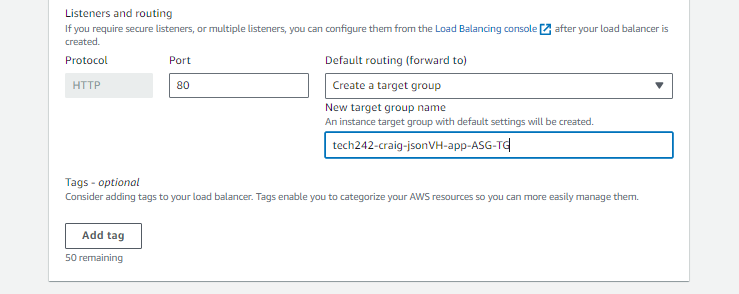 Listeners and routing
If you require secure listeners, or multiple listeners, you can configure them from the Load Balancing console after your load balancer is
created.
Protocol Port Default routing (forward to)
HTTP 80 Create a target group
New target group name
An instance target group with default settings will be created.
tech242-craig-jsonVH-app-ASG-TG
Tags - optional
Consider adding tags to your load balancer. Tags enable you to categorize your AWS resources so you can more easily manage them.
Add tag
50 remaining